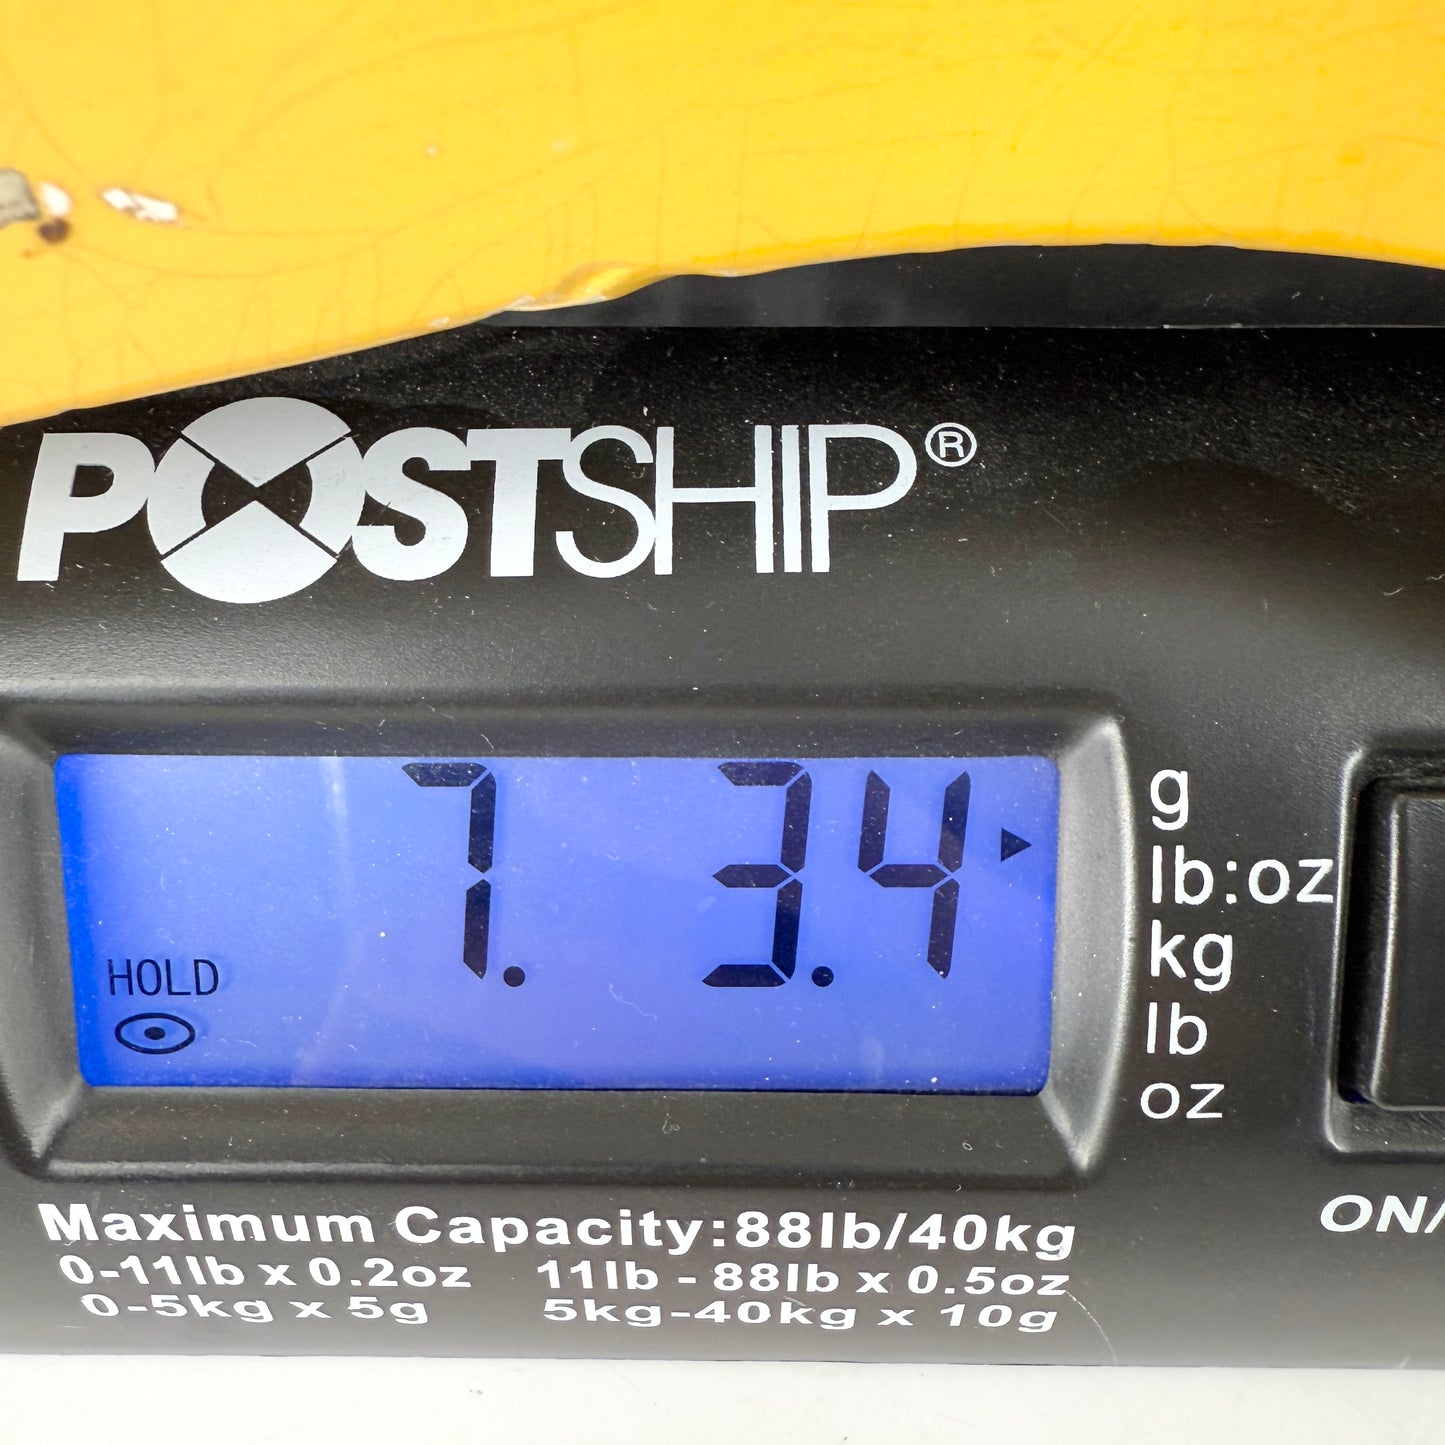 POSTSHIP®
7. 3.4
HOLD
g
lb:oz
kg
lb
oz
ON/
Maximum Capacity:88lb/40kg
0-11lb x 0.2oz 11lb - 88lb x 0.5oz
0-5kg x 5g 5kg-40kg x 10g